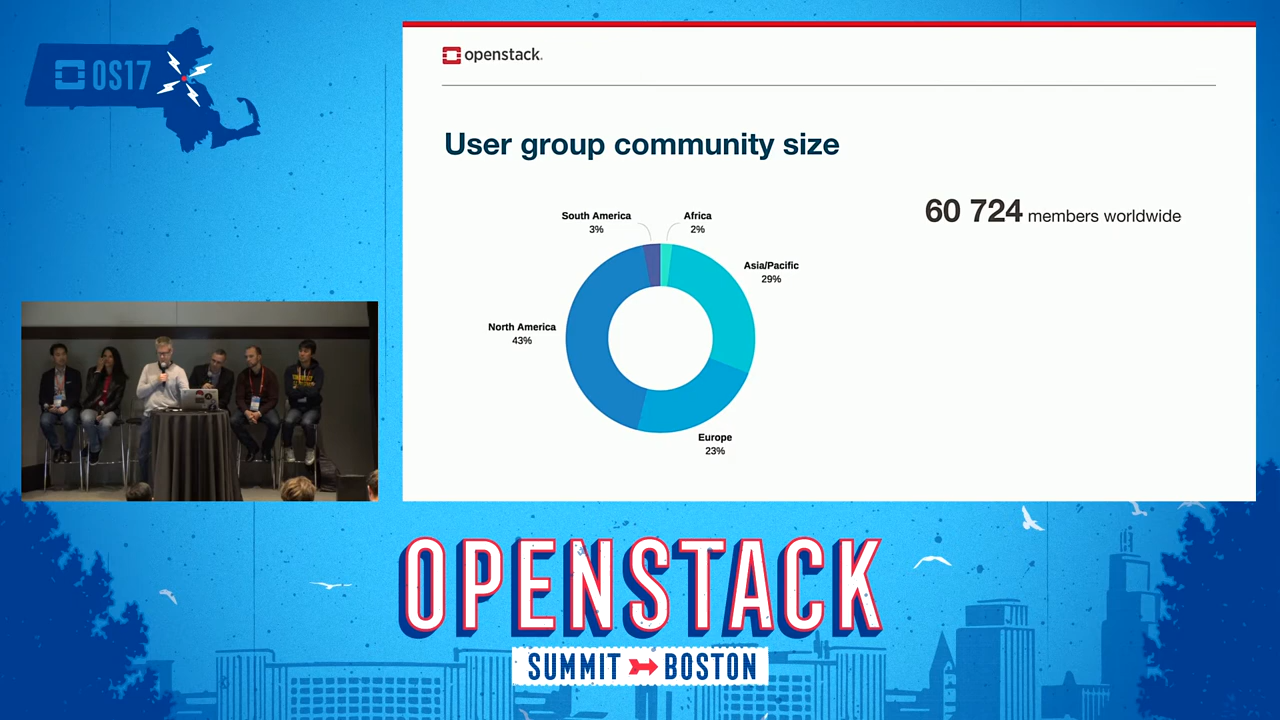 OS17
openstack.
User group community size
60 724 members worldwide
South America
3%
Africa
2%
Asia/Pacific
29%
North America
43%
Europe
23%
OPENSTACK
SUMMIT BOSTON